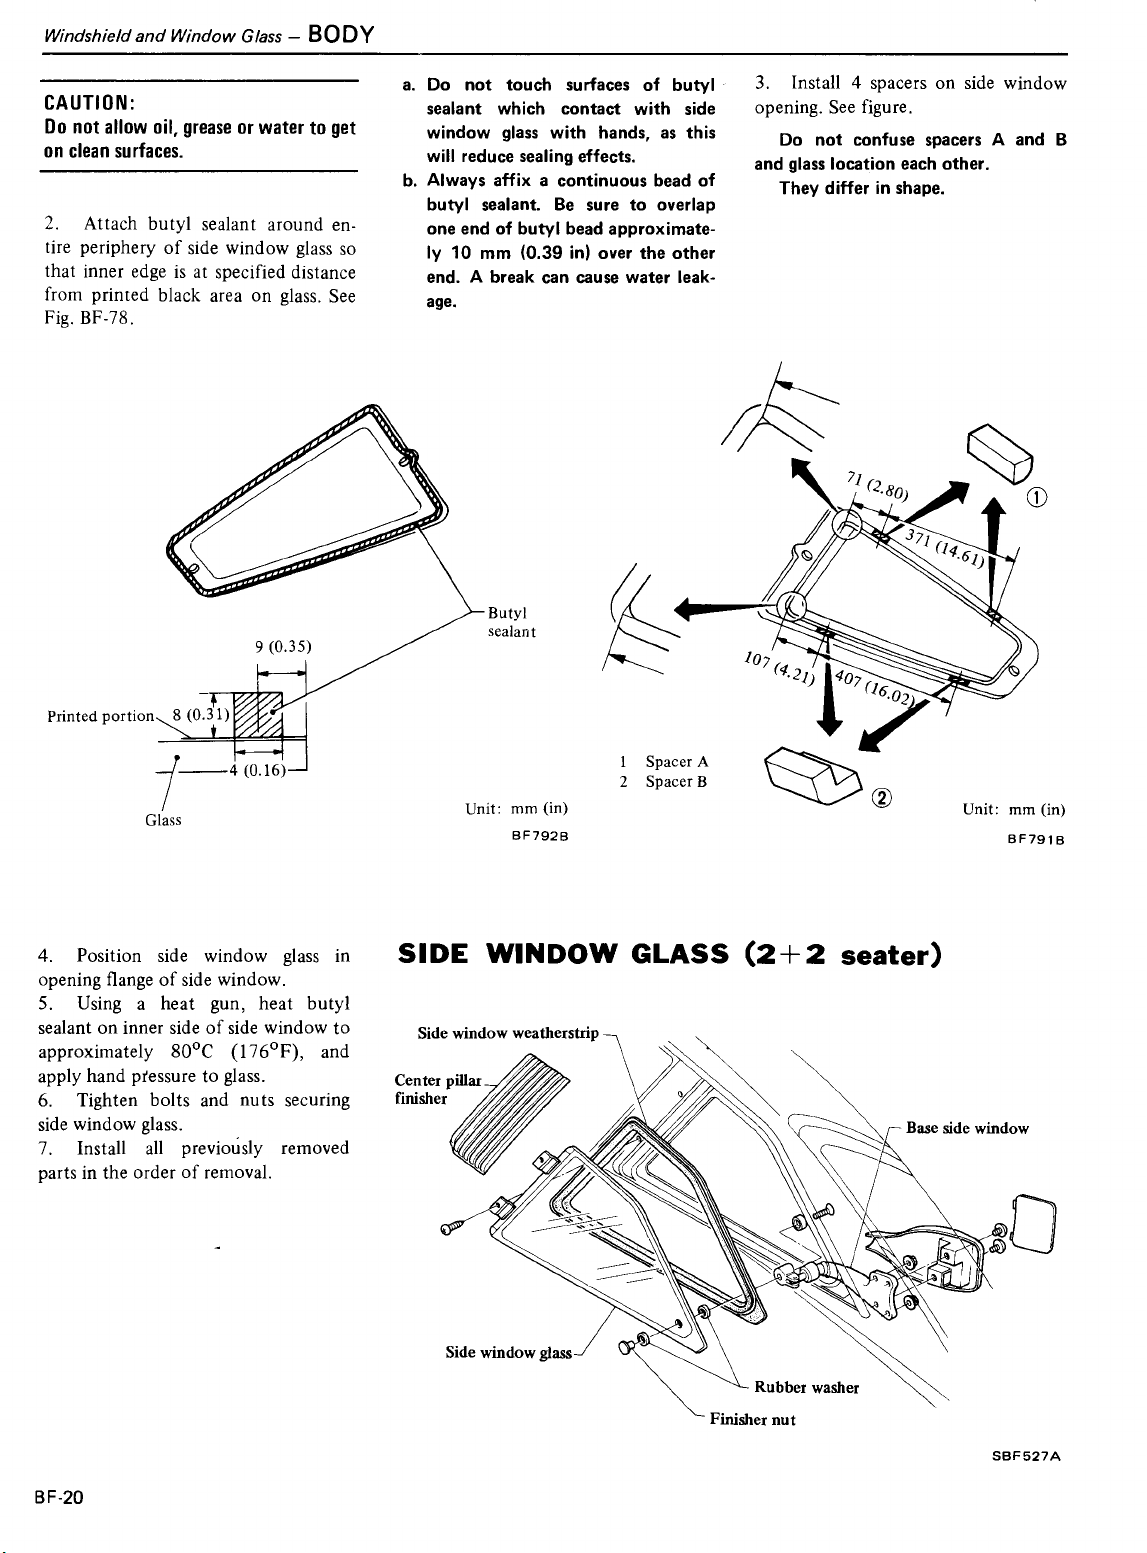 Windshield and Window Glass – BODY
CAUTION:
Do not allow oil, grease or water to get
on clean surfaces.
2. Attach butyl sealant around en-
tire periphery of side window glass so
that inner edge is at specified distance
from printed black area on glass. See
Fig. BF-78.
a. Do not touch surfaces of butyl
sealant which contact with side
window glass with hands, as this
will reduce sealing effects.
b. Always affix a continuous bead of
butyl sealant. Be sure to overlap
one end of butyl bead approximate-
ly 10 mm (0.39 in) over the other
end. A break can cause water leak-
age.
3. Install 4 spacers on side window
opening. See figure.
Do not confuse spacers A and B
and glass location each other.
They differ in shape.
Butyl
sealant
9 (0.35)
Printed portion
8 (0.31)
4 (0.16)
Glass
Unit: mm (in)
BF792B
71 (2.80)
①
371 (14.61)
107 (4.21)
407 (16.02)
1 Spacer A
2 Spacer B
②
Unit: mm (in)
BF791B
4. Position side window glass in
opening flange of side window.
5. Using a heat gun, heat butyl
sealant on inner side of side window to
approximately 80°C (176°F), and
apply hand pressure to glass.
6. Tighten bolts and nuts securing
side window glass.
7. Install all previously removed
parts in the order of removal.
SIDE WINDOW GLASS (2+2 seater)
Side window weatherstrip
Center pillar
finisher
Base side window
Side window glass
Rubber washer
Finisher nut
SBF527A
BF-20